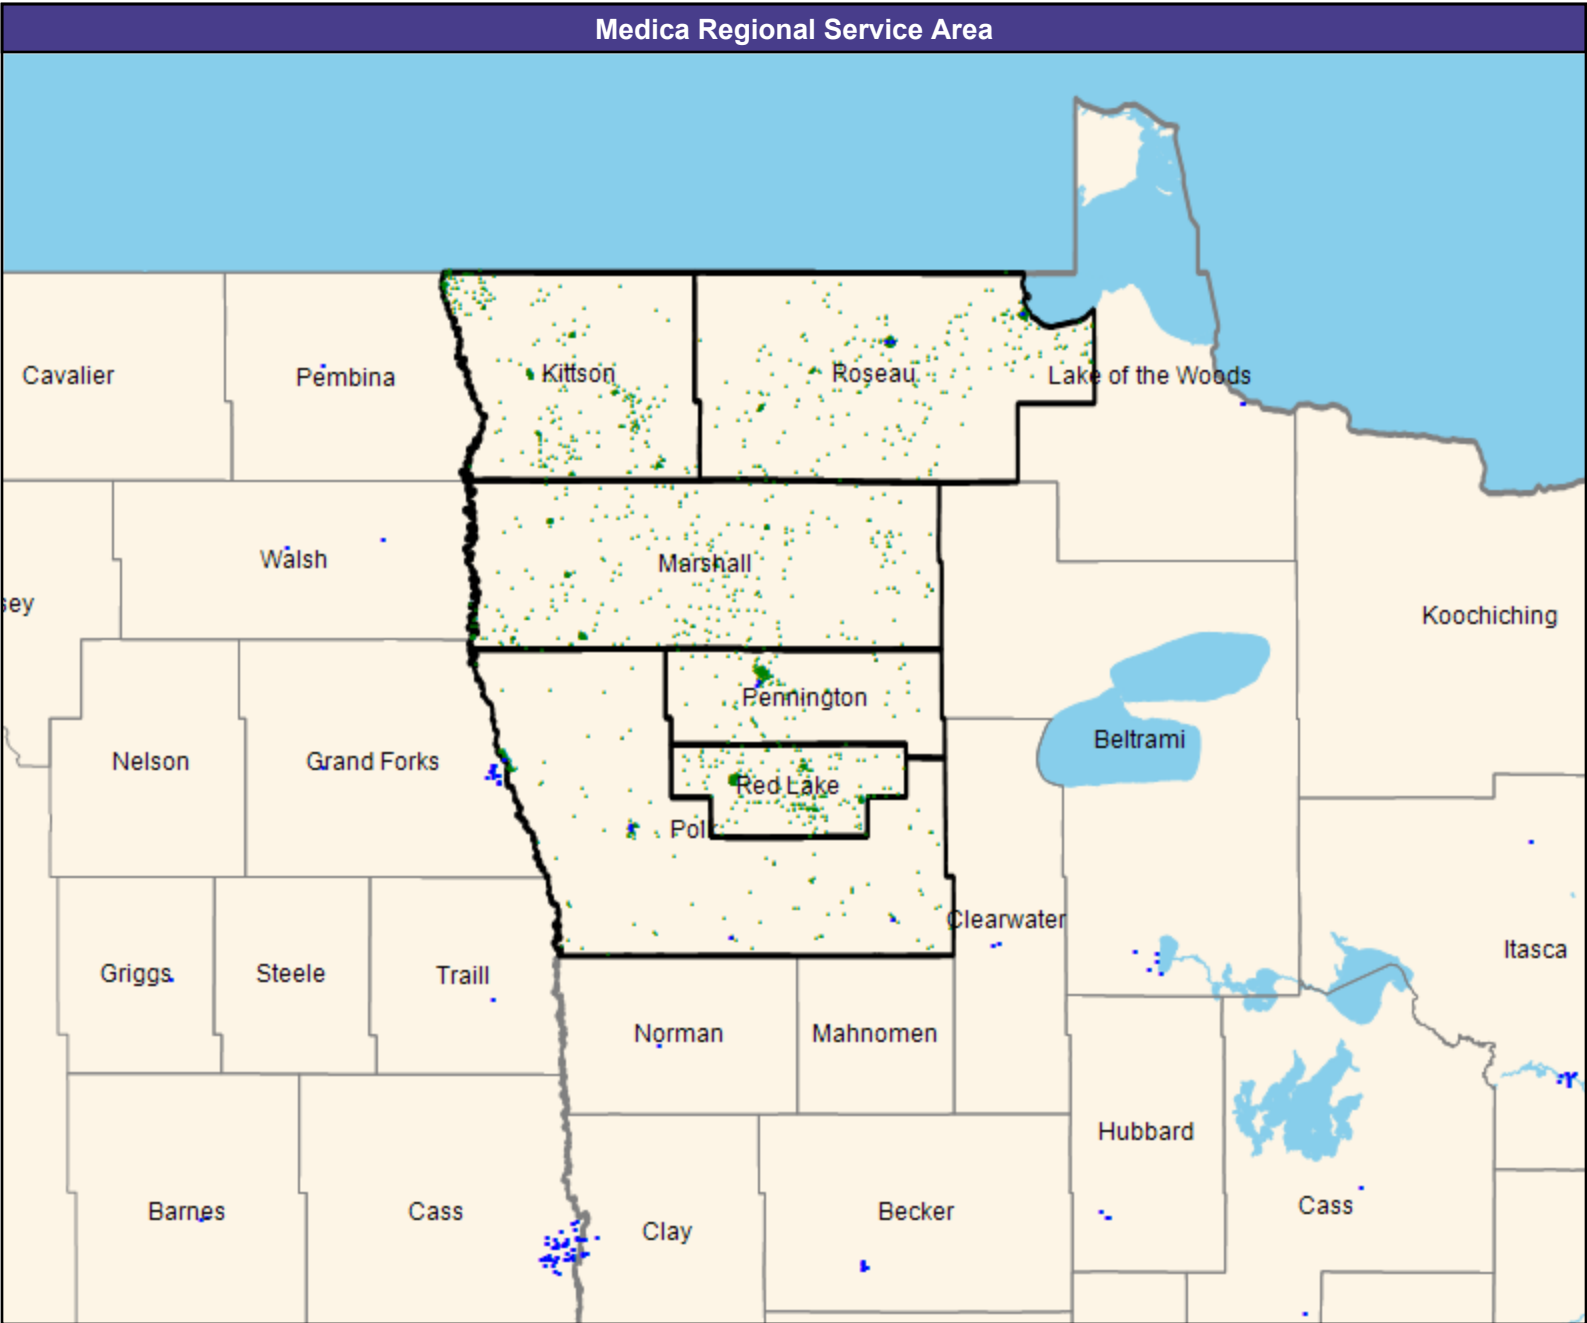 Medica Regional Service Area
Cavalier
Pembina
Kittson
Roseau
Lake of the Woods
Walsh
Marshall
sey
Koochiching
Pennington
Nelson
Grand Forks
Beltrami
Red Lake
Pol
Clearwater
Griggs
Steele
Traill
Itasca
Norman
Mahnomen
Hubbard
Barnes
Cass
Clay
Becker
Cass